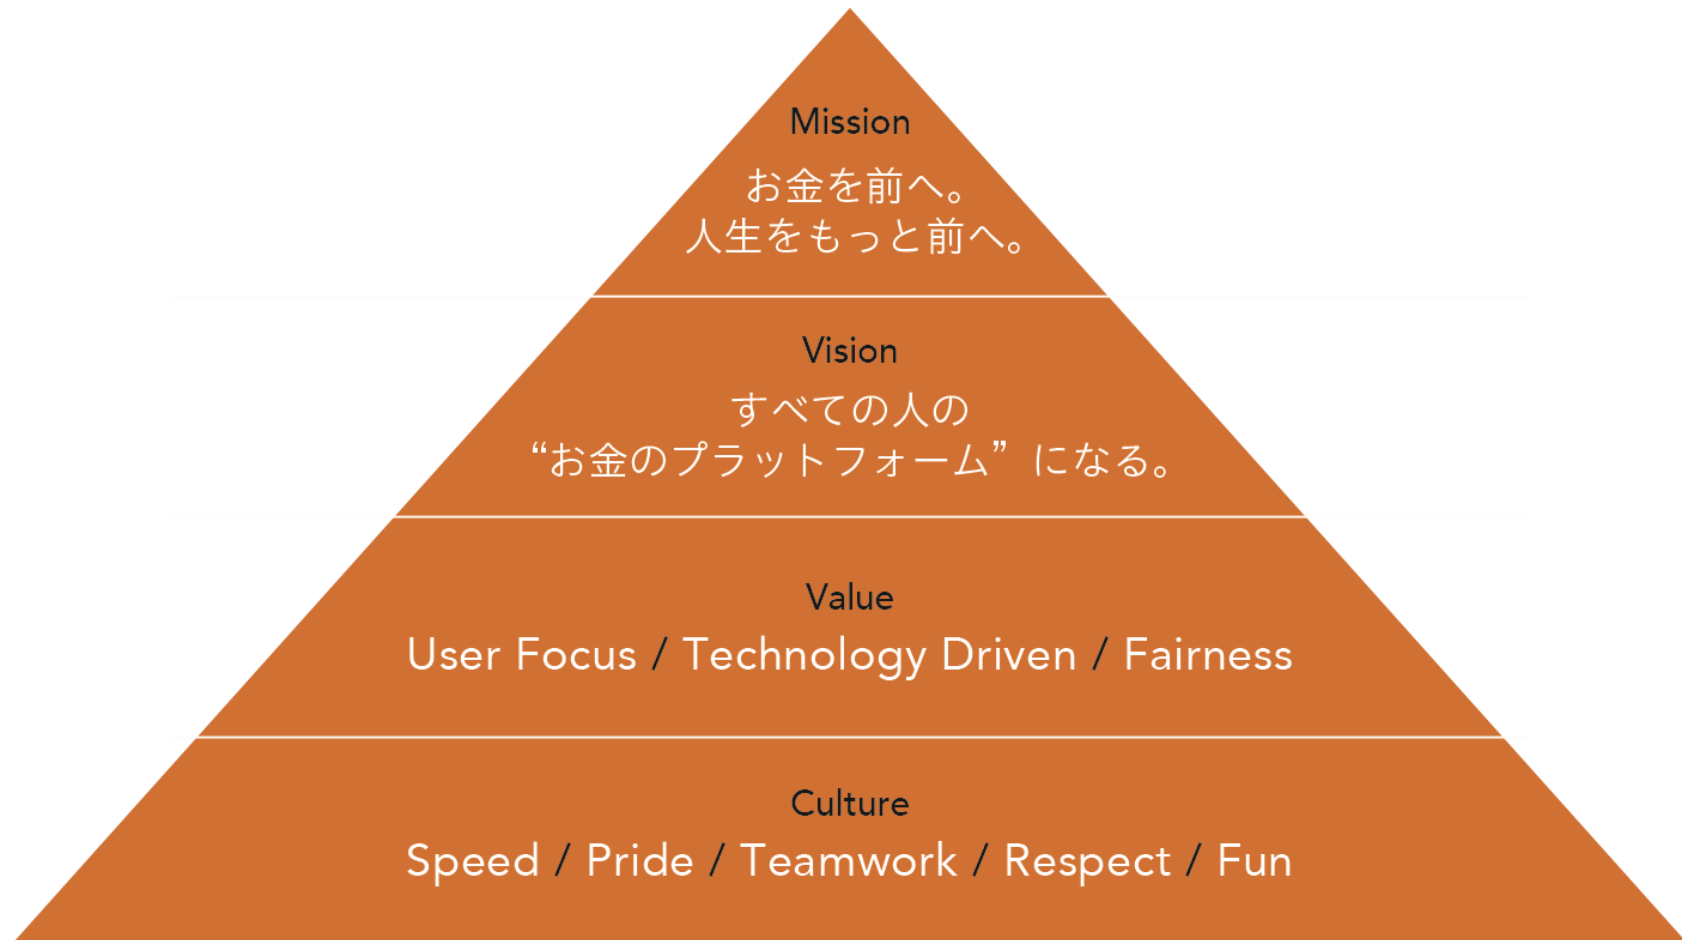 Mission
お金を前へ。
人生をもっと前へ。
Vision
すべての人の
“お金のプラットフォーム”になる。
Value
User Focus / Technology Driven / Fairness
Culture
Speed / Pride / Teamwork / Respect / Fun